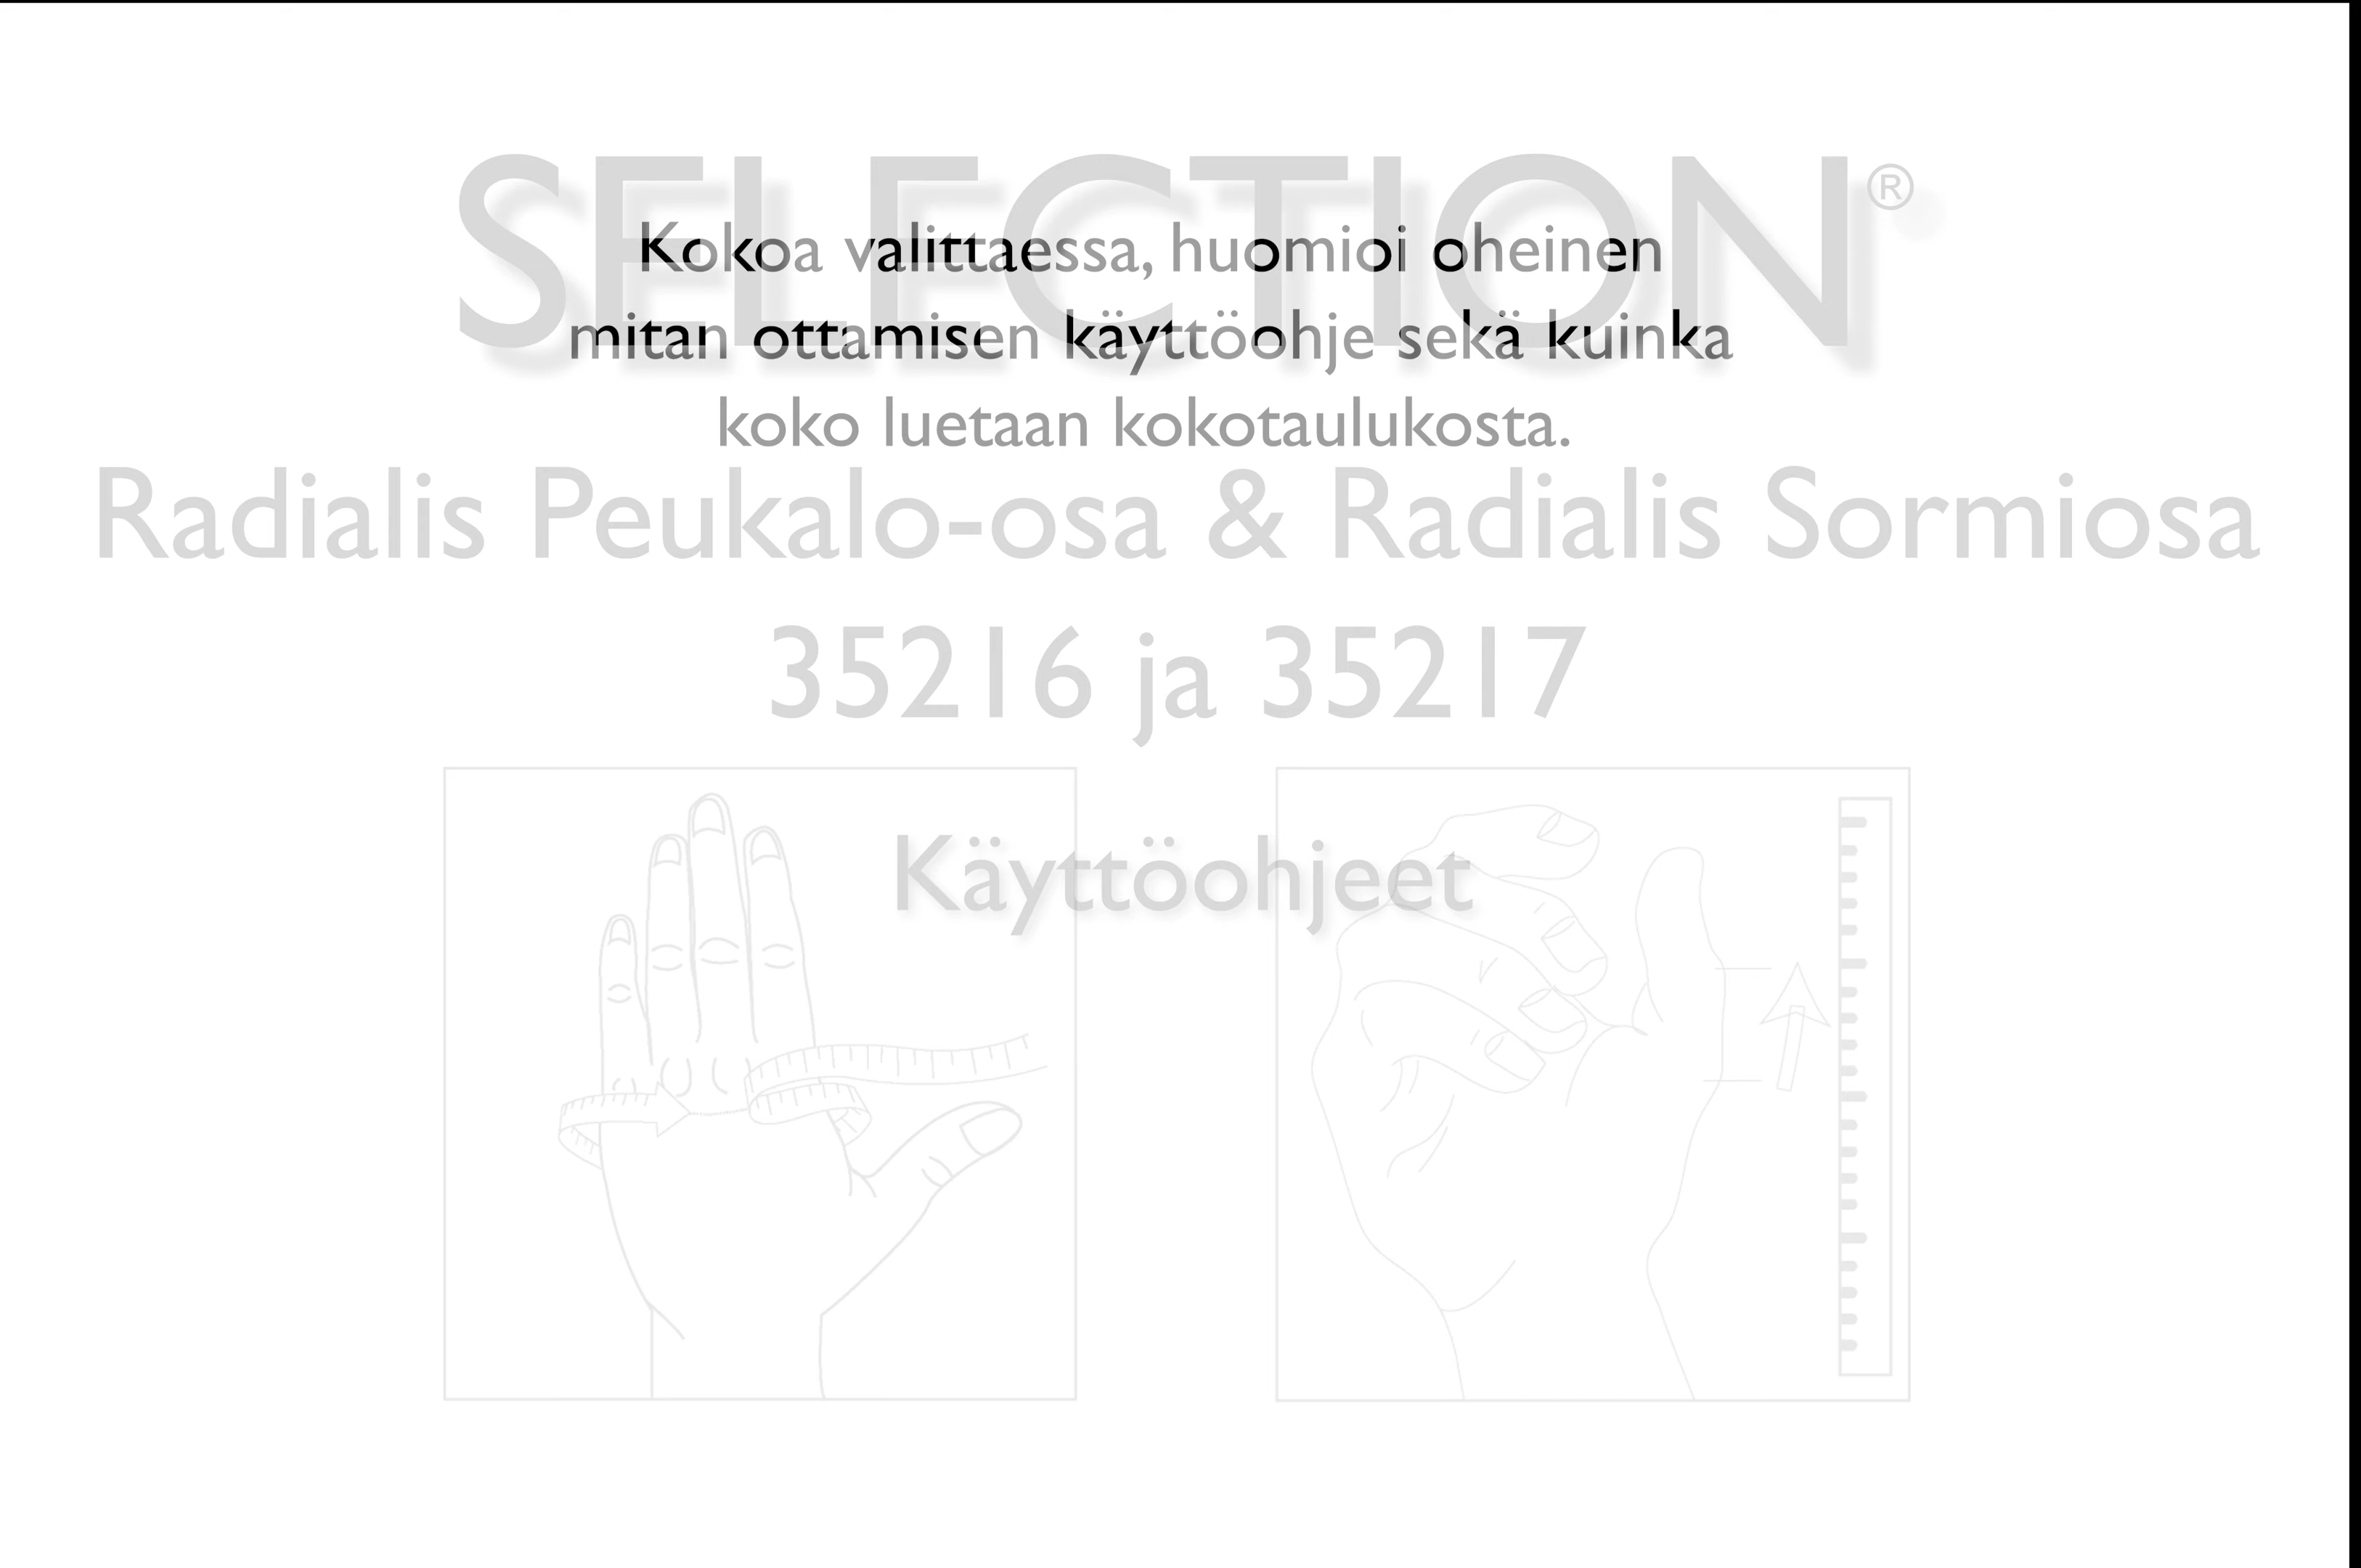 SELECTION®
Kokoa valittaessa, huomioi oheinen
mitan ottamisen käyttöohje sekä kuinka
koko luetaan kokotaulukosta.
Radialis Peukalo-osa & Radialis Sormiosa
35216 ja 35217
Käyttöohjeet